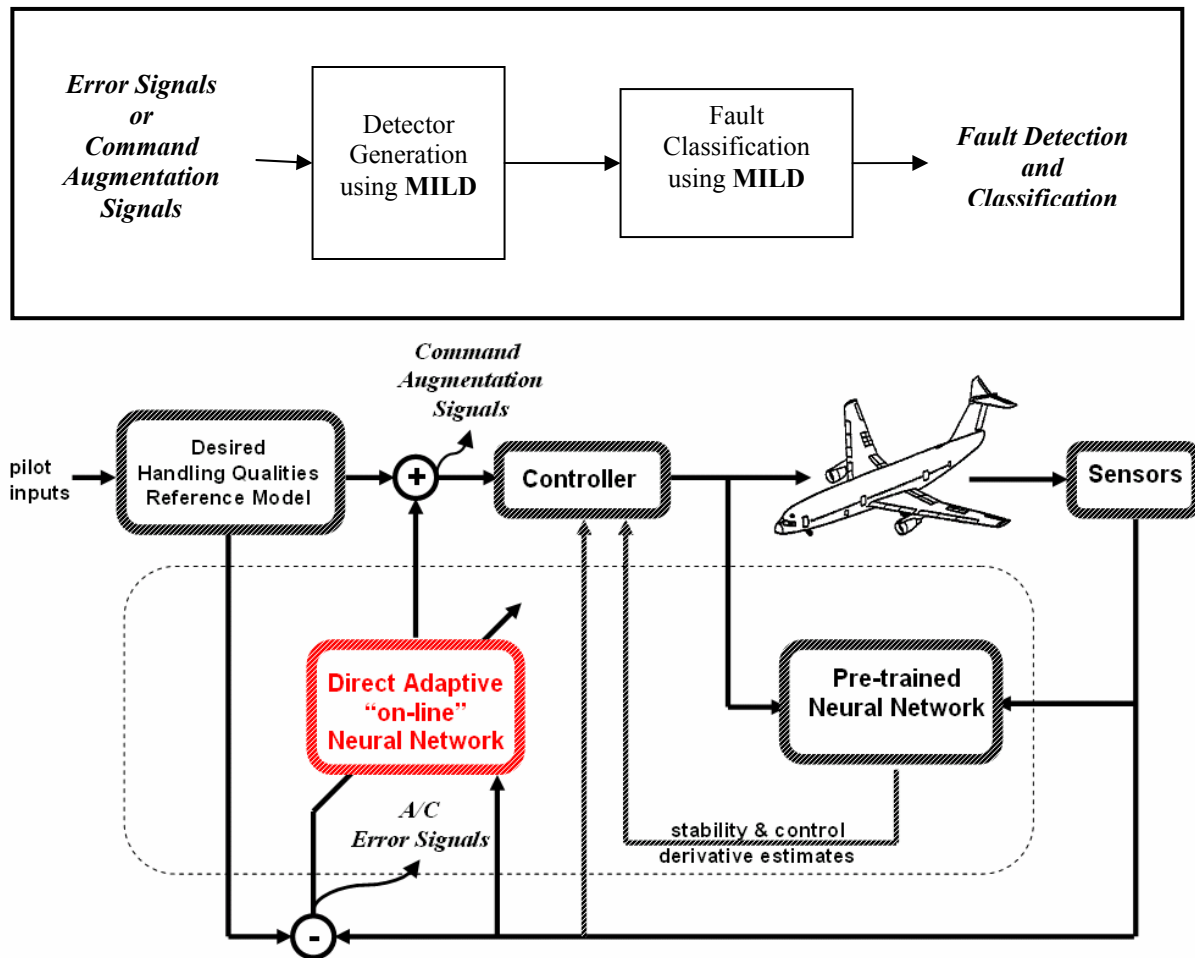 Error Signals
or
Command
Augmentation
Signals
Detector
Generation
using MILD
Fault
Classification
using MILD
Fault Detection
and
Classification
Command
Augmentation
Signals
pilot
inputs
Desired
Handling Qualities
Reference Model
+
Controller
Sensors
Direct Adaptive
“on-line”
Neural Network
Pre-trained
Neural Network
A/C
Error Signals
stability & control
derivative estimates
-